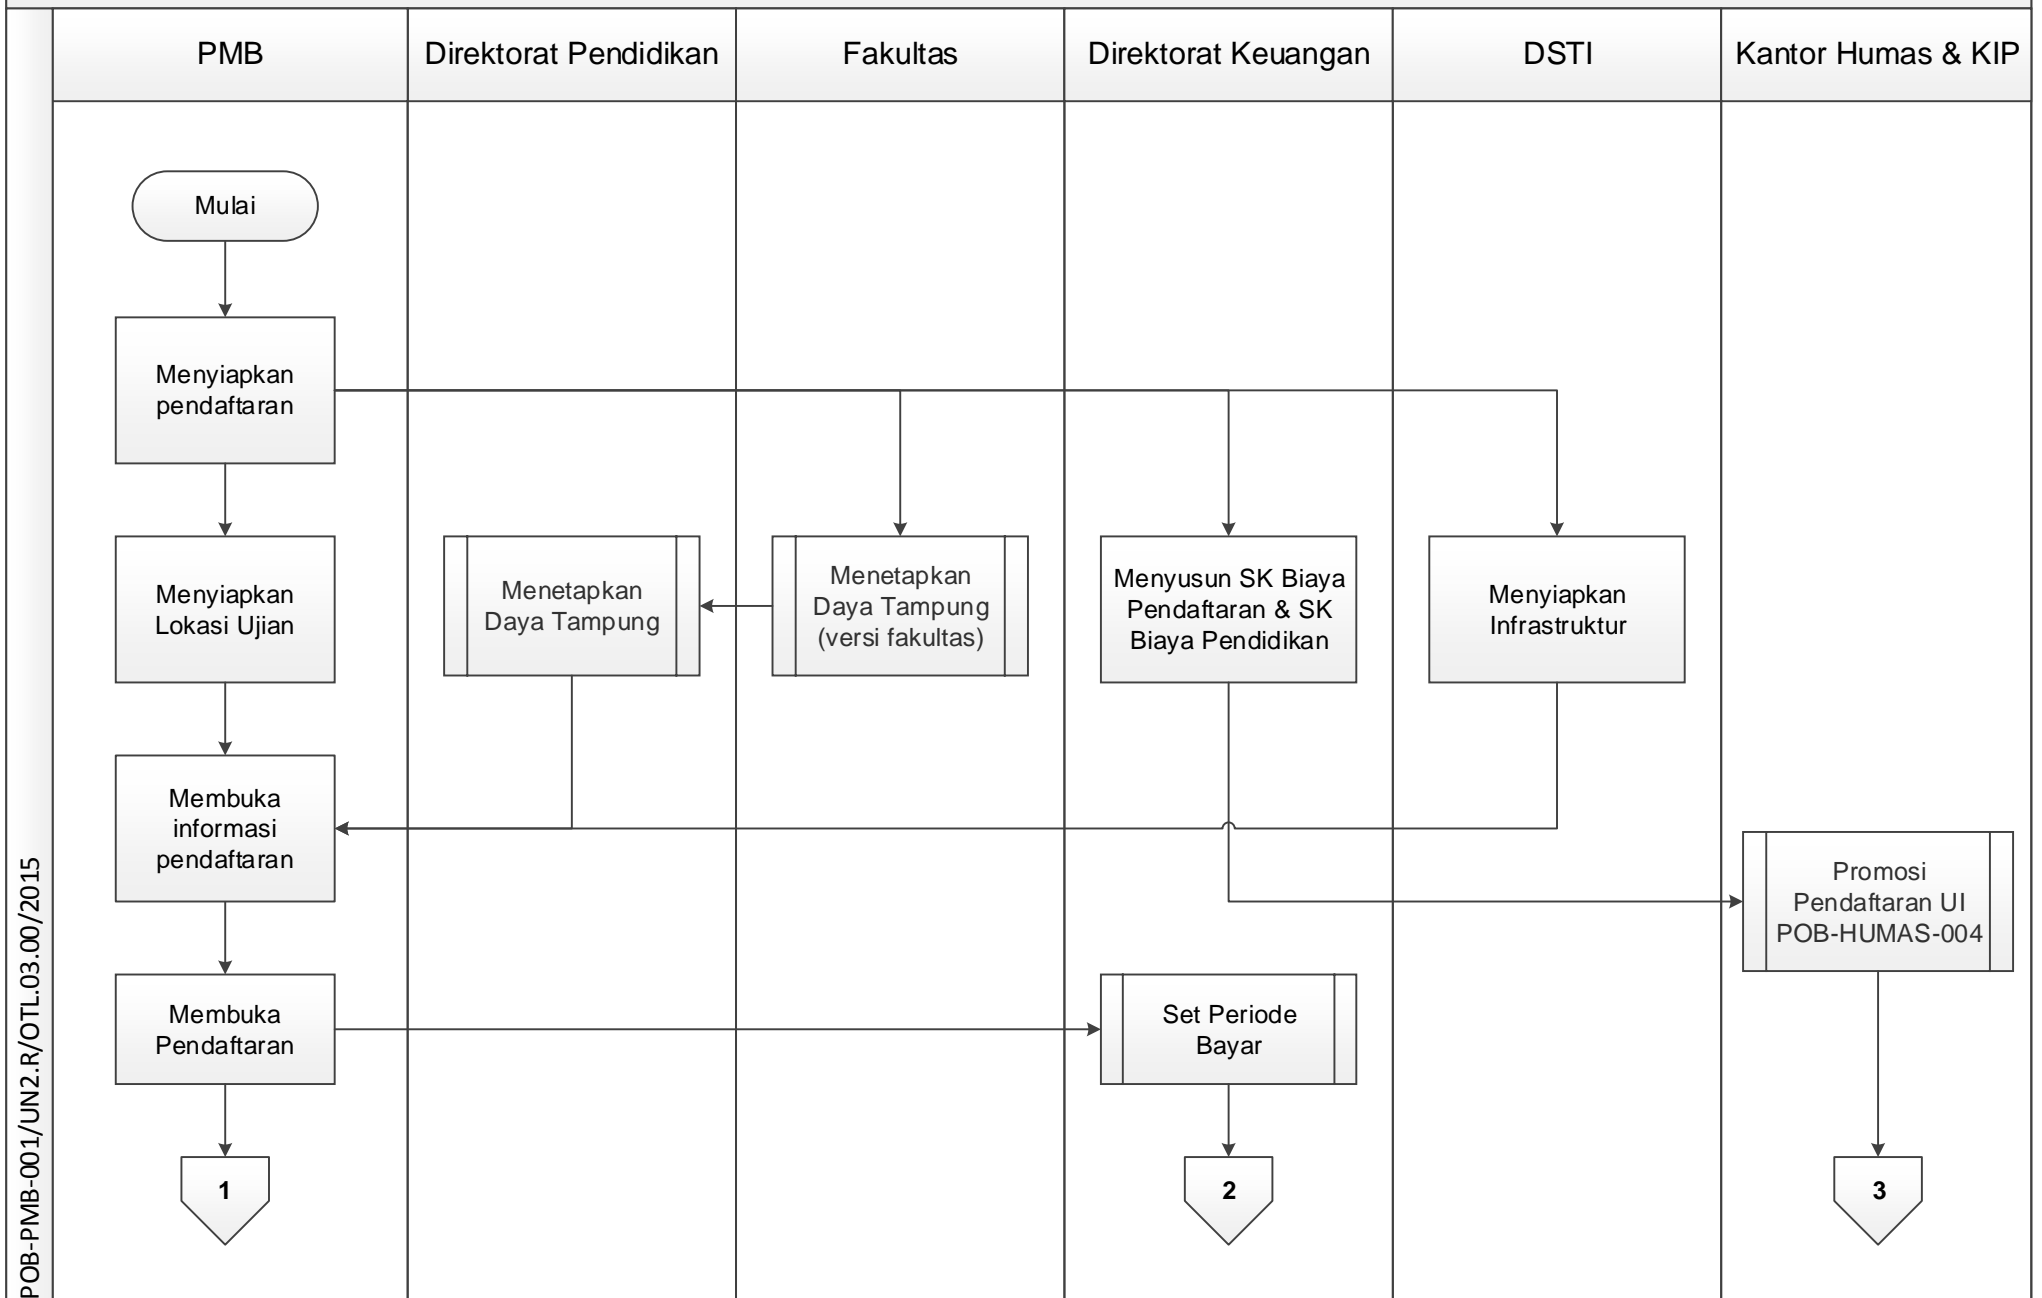 PMB
Direktorat Pendidikan
Fakultas
Direktorat Keuangan
DSTI
Kantor Humas & KIP
Mulai
Menyiapkan
pendaftaran
Menyiapkan
Lokasi Ujian
Menetapkan
Daya Tampung
Menetapkan
Daya Tampung
(versi fakultas)
Menyusun SK Biaya
Pendaftaran & SK
Biaya Pendidikan
Menyiapkan
Infrastruktur
Membuka
informasi
pendaftaran
Promosi
Pendaftaran UI
POB-HUMAS-004
Membuka
Pendaftaran
Set Periode
Bayar
1
2
3
POB-PMB-001/UN2.R/OTL.03.00/2015